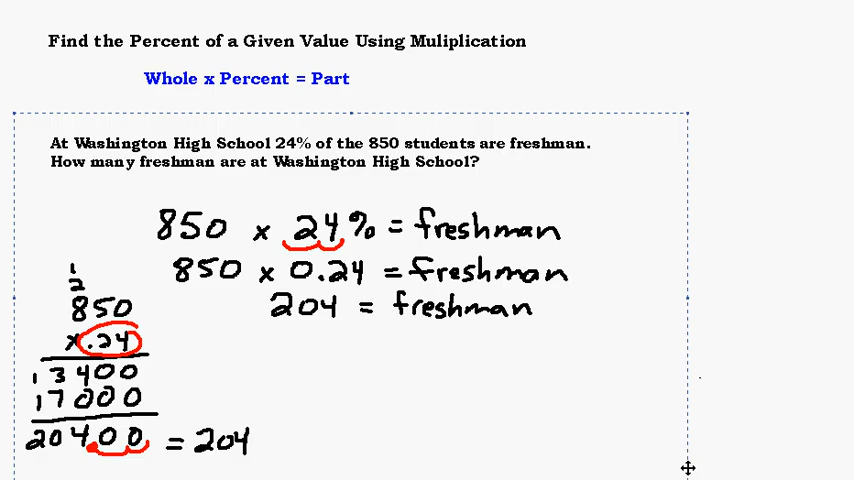 Find the Percent of a Given Value Using Muliplication
Whole x Percent = Part
At Washington High School 24% of the 850 students are freshman.
How many freshman are at Washington High School?
850 x 24% = freshman
850 x 0.24 = freshman
204 = freshman
1
2
850
x .24
13400
17000
20400 = 204